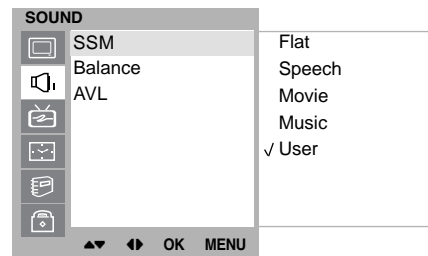 SOUND
SSM
Balance
AVL
Flat
Speech
Movie
Music
√ User
▲▼ ◀▶ OK MENU